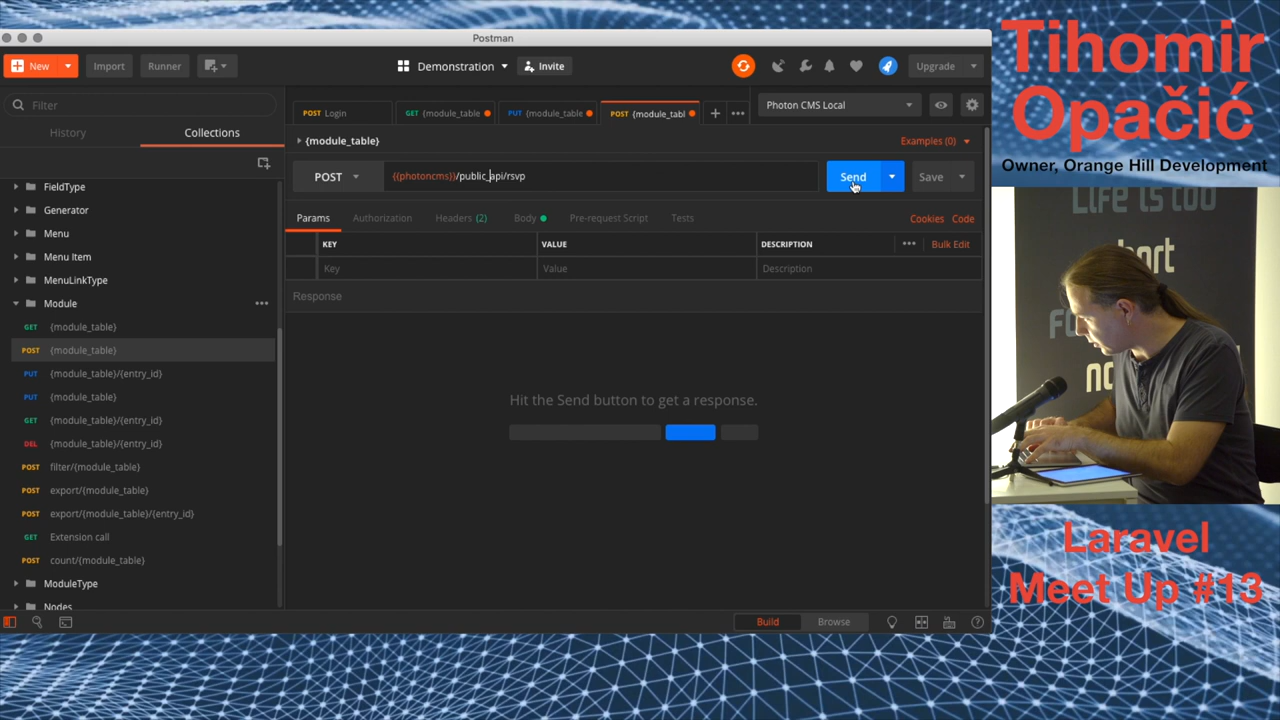 Postman
New
Import
Runner
Demonstration
Invite
Upgrade
Filter
History
Collections
FieldType
Generator
Menu
Menu Item
MenuLinkType
Module
GET {module_table}
POST {module_table}
PUT {module_table}/{entry_id}
PUT {module_table}
GET {module_table}/{entry_id}
DEL {module_table}/{entry_id}
POST filter/{module_table}
POST export/{module_table}
POST export/{module_table}/{entry_id}
GET Extension call
POST count/{module_table}
ModuleType
Nodes
POST Login
GET {module_table
PUT {module_table
POST {module_tabl
Photon CMS Local
{module_table}
Examples (0)
POST
{{photoncms}}/public_api/rsvp
Send
Save
Params
Authorization
Headers (2)
Body
Pre-request Script
Tests
Cookies
Code
KEY
VALUE
DESCRIPTION
Bulk Edit
Key
Value
Description
Response
Hit the Send button to get a response.
Build
Browse
Tihomir
Opačić
Owner, Orange Hill Development
Life is too
Laravel
Meet Up #13